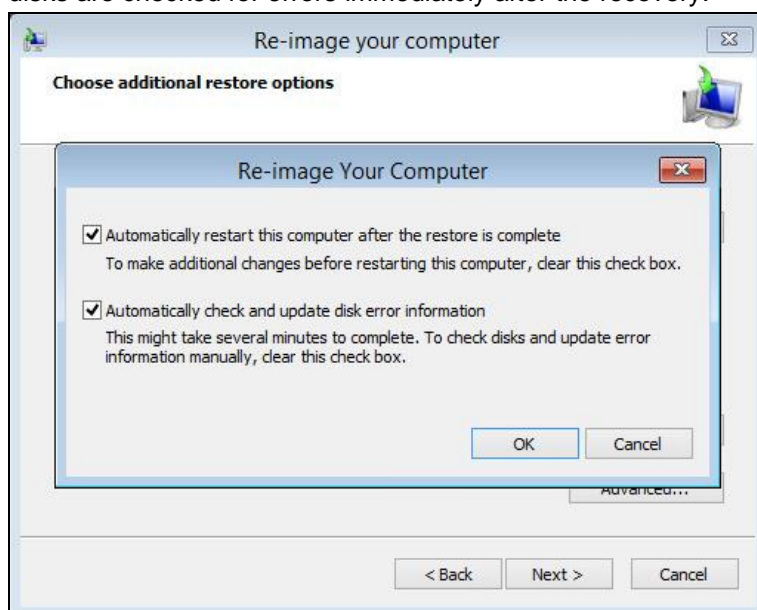 disks are checked for errors immediately after the recovery.
Re-image your computer
Choose additional restore options
Re-image Your Computer
Automatically restart this computer after the restore is complete
To make additional changes before restarting this computer, clear this check box.
Automatically check and update disk error information
This might take several minutes to complete. To check disks and update error
information manually, clear this check box.
OK Cancel
Advanced...
< Back Next > Cancel